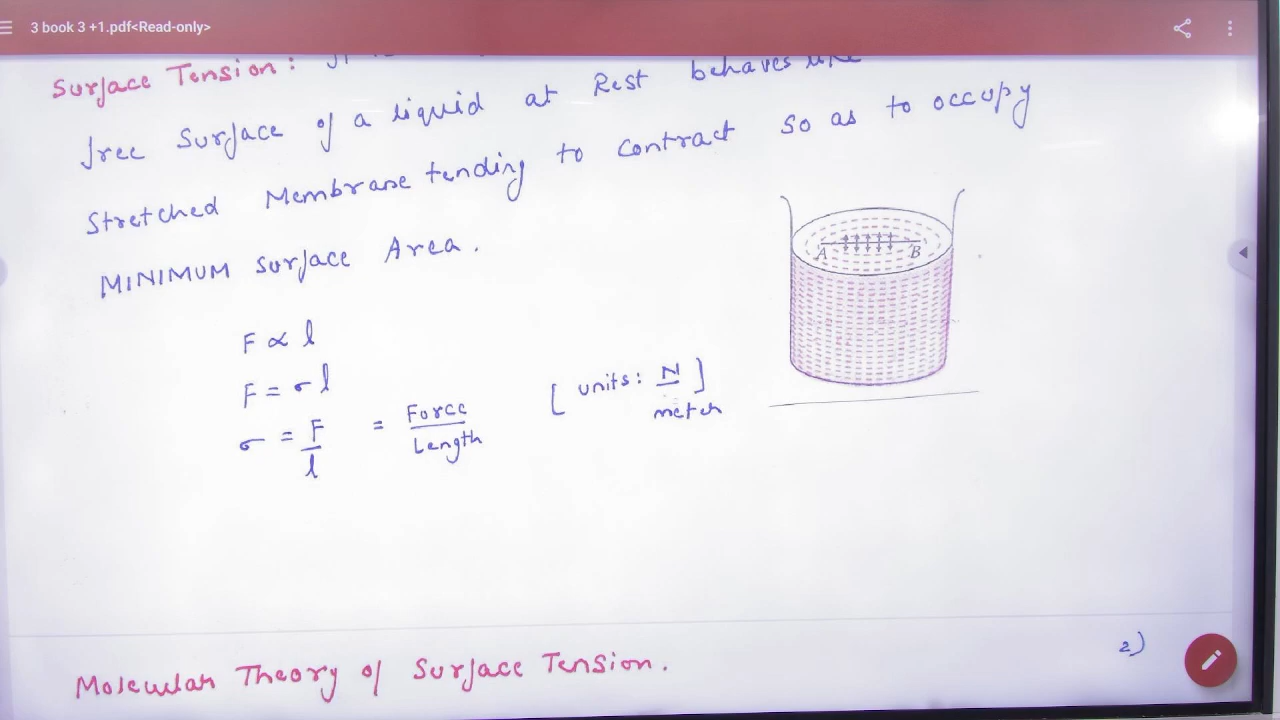 3 book 3 +1.pdf<Read-only>
Surface Tension:
free surface of a liquid at Rest behaves like
Stretched Membrane tending to contract so as to occupy
MINIMUM surface Area.
F ∝ l
F = σ l
σ = F/l = Force/Length [units: N/meter]
A B
2)
Molecular Theory of Surface Tension.